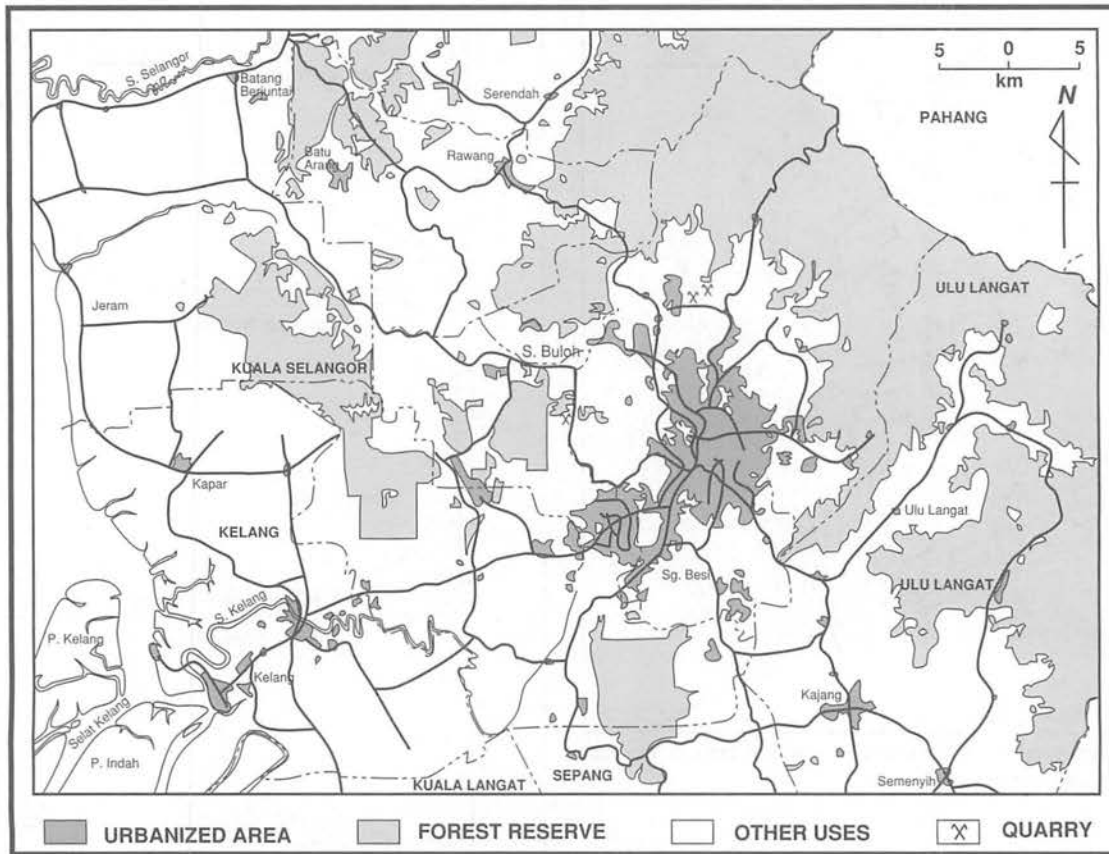 S. Selangor
Batang
Berjuntai
Serendah
5 0 5
km
N
PAHANG
Batu
Arang
Rawang
Jeram
ULU LANGAT
S. Buloh
KUALA SELANGOR
Kapar
Ulu Langat
KELANG
Sg. Besi
ULU LANGAT
S. Kelang
P. Kelang
Kelang
Kajang
Selat Kelang
P. Indah
SEPANG
KUALA LANGAT
Semenyih
URBANIZED AREA FOREST RESERVE OTHER USES QUARRY